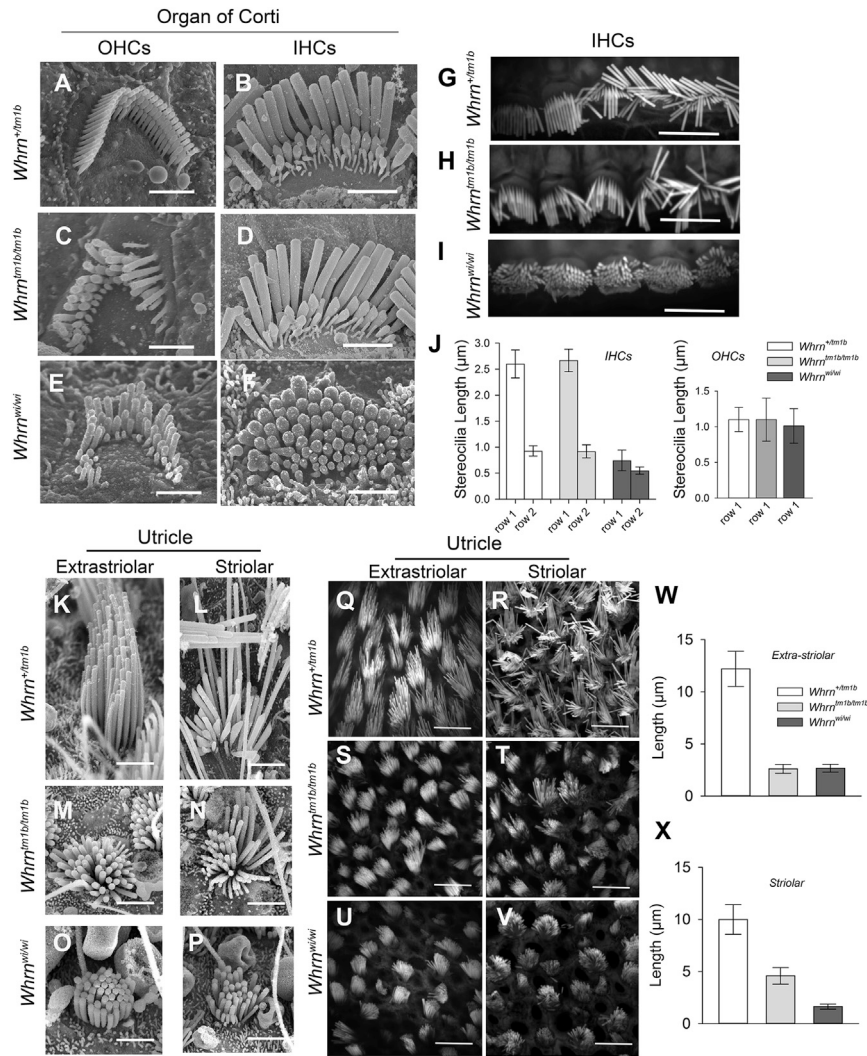 Organ of Corti
OHCs
IHCs
IHCs
Whrn+/tm1b
A
B
G
Whrn+/tm1b
H
Whrntm1b/tm1b
Whrntm1b/tm1b
C
D
I
Whrnwi/wi
Whrnwi/wi
E
F
J
Stereocilia Length (µm)
3.0
2.5
2.0
1.5
1.0
0.5
0.0
IHCs
row 1
row 2
row 1
row 2
row 1
row 2
OHCs
Whrn+/tm1b
Whrntm1b/tm1b
Whrnwi/wi
Stereocilia Length (µm)
2.0
1.5
1.0
0.5
0.0
row 1
row 1
row 1
Utricle
Extrastriolar
Striolar
Utricle
Extrastriolar
Striolar
Whrn+/tm1b
K
L
Whrn+/tm1b
Q
R
Whrntm1b/tm1b
M
N
Whrntm1b/tm1b
S
T
Whrnwi/wi
O
P
Whrnwi/wi
U
V
W
Length (µm)
15
10
5
0
Extra-striolar
Whrn+/tm1b
Whrntm1b/tm1b
Whrnwi/wi
X
Length (µm)
15
10
5
0
Striolar